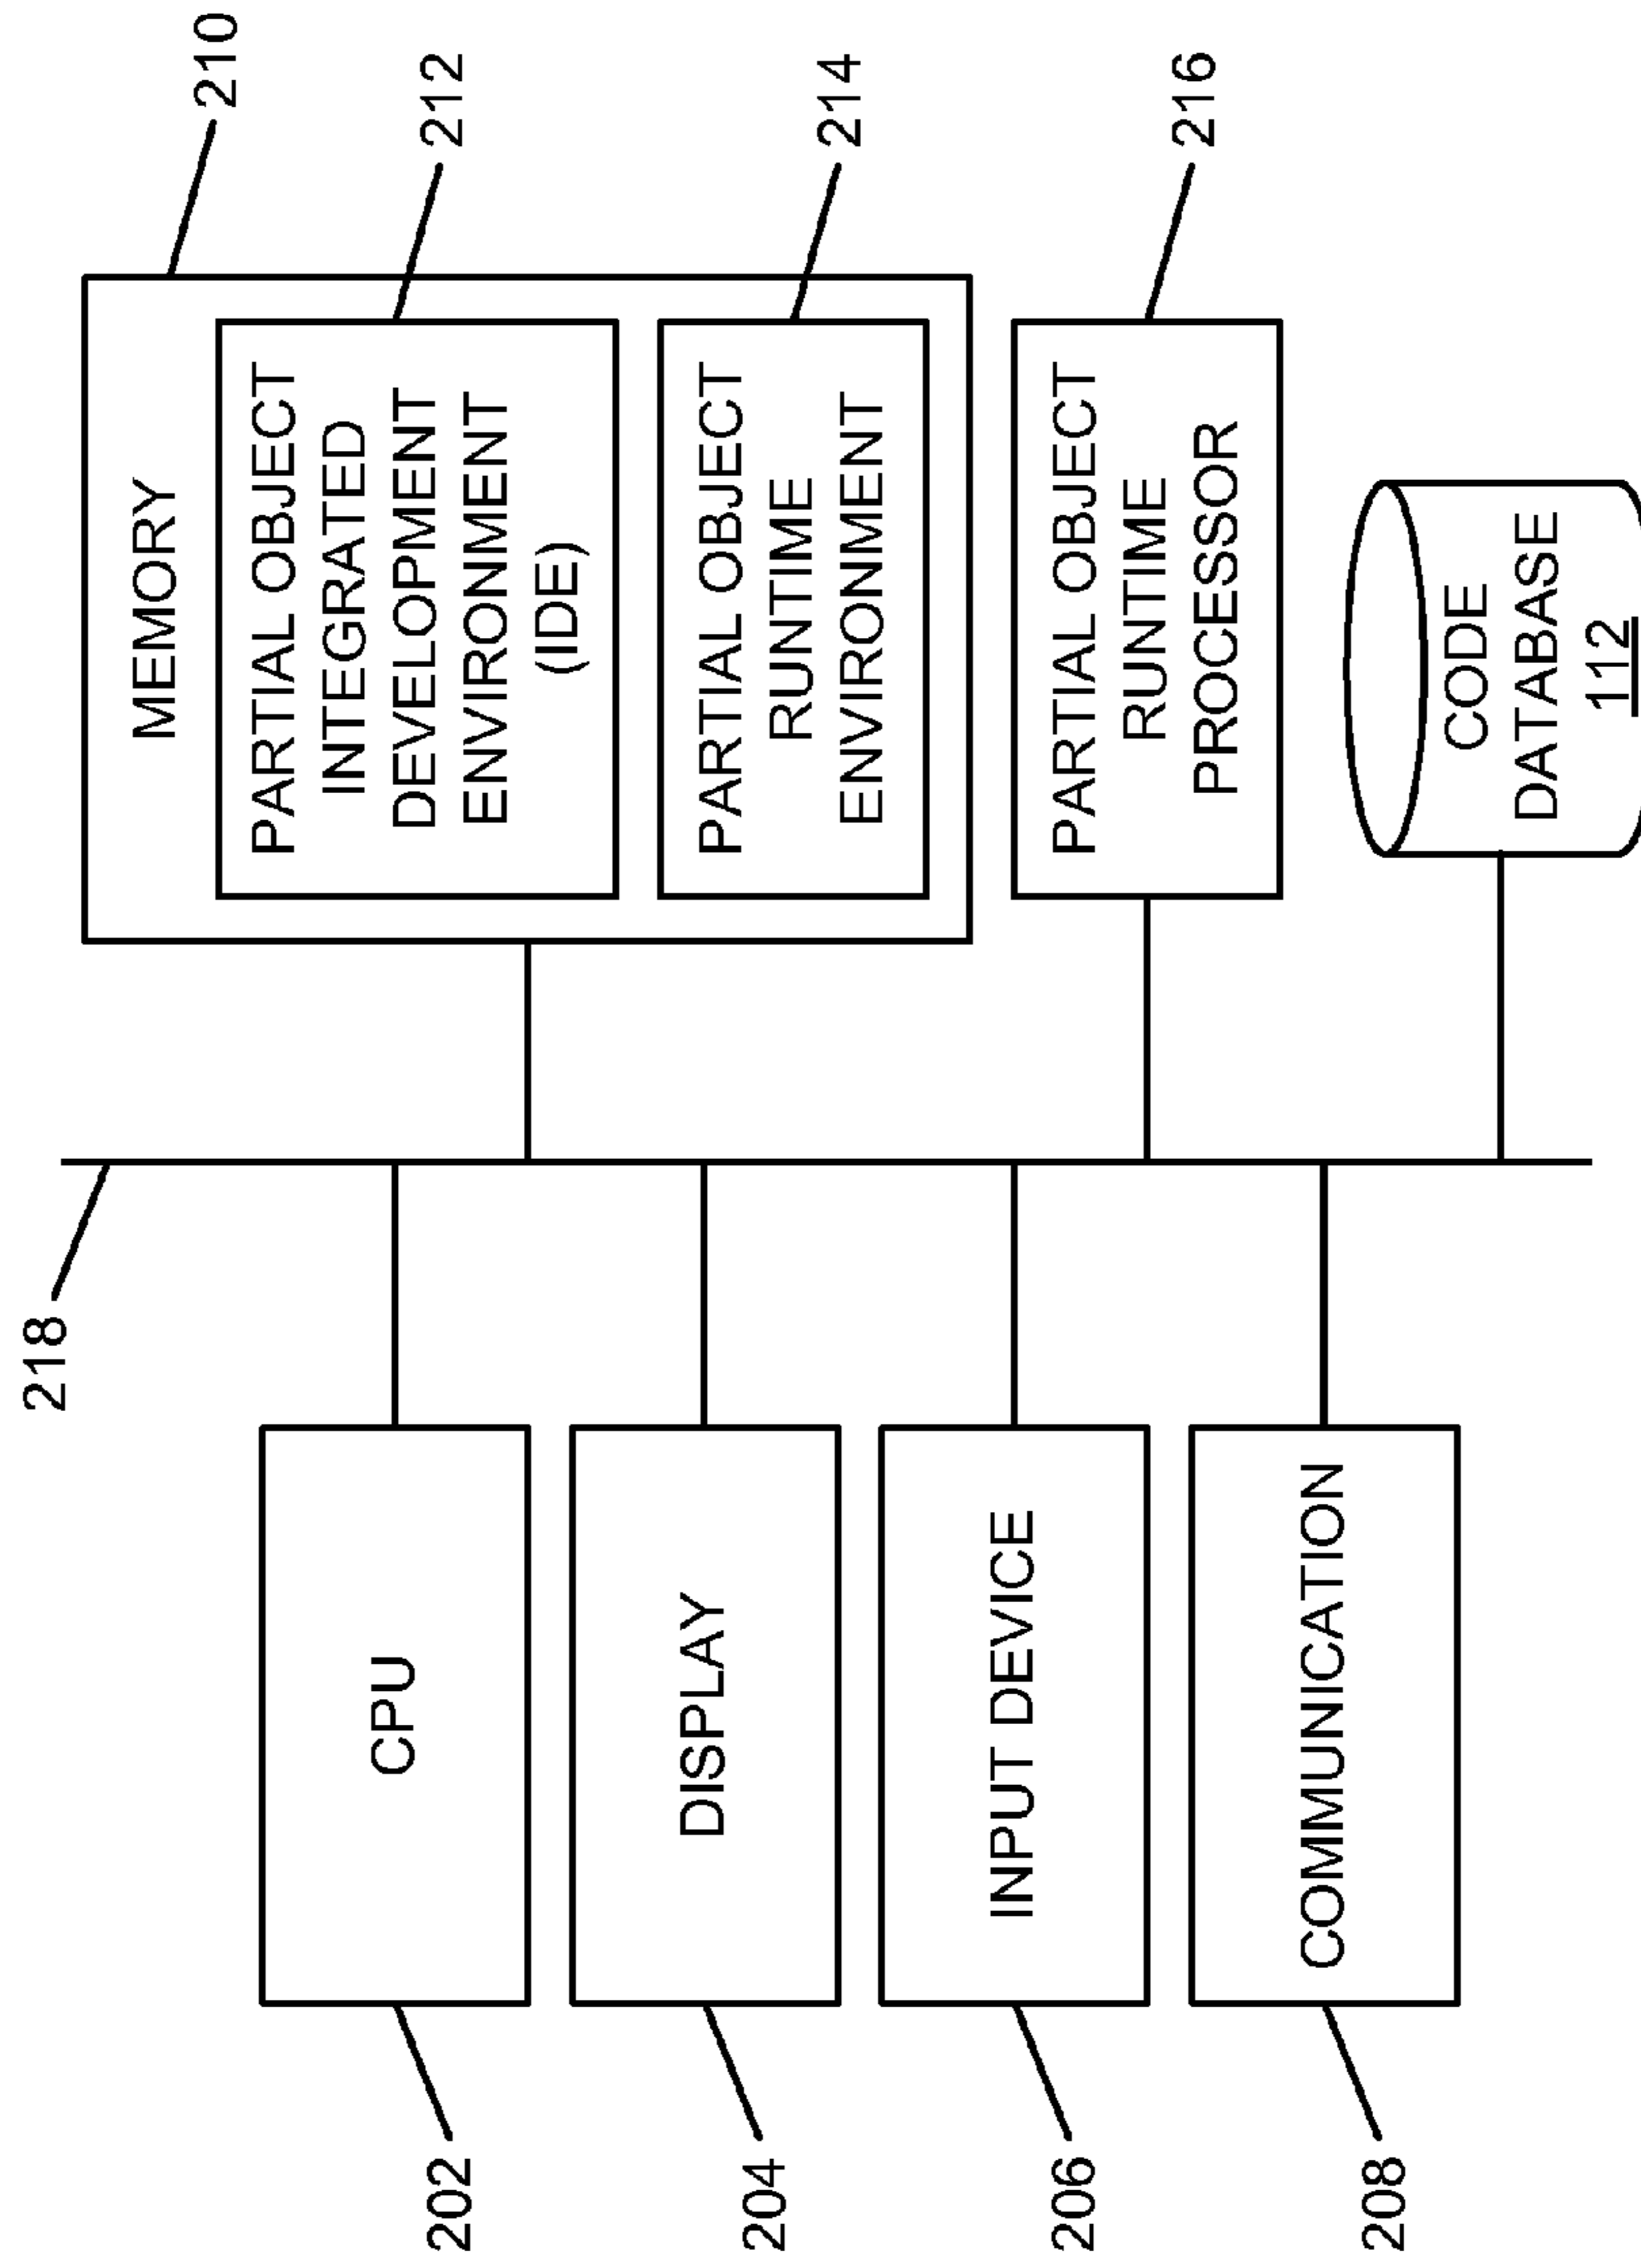 218
210
MEMORY
212
PARTIAL OBJECT
INTEGRATED
DEVELOPMENT
ENVIRONMENT
(IDE)
214
PARTIAL OBJECT
RUNTIME
ENVIRONMENT
216
PARTIAL OBJECT
RUNTIME
PROCESSOR
CODE
DATABASE
112
202
CPU
204
DISPLAY
206
INPUT DEVICE
208
COMMUNICATION